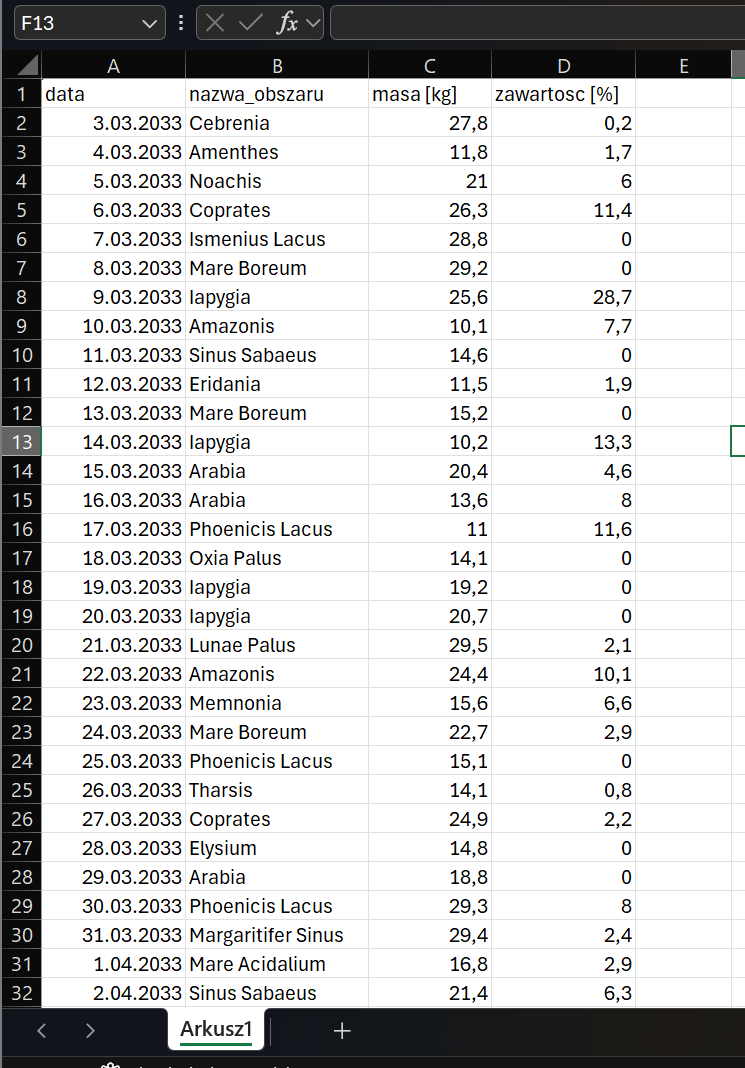 F13 fx
A B C D E
1 data nazwa_obszaru masa [kg] zawartosc [%]
2 3.03.2033 Cebrenia 27,8 0,2
3 4.03.2033 Amenthes 11,8 1,7
4 5.03.2033 Noachis 21 6
5 6.03.2033 Coprates 26,3 11,4
6 7.03.2033 Ismenius Lacus 28,8 0
7 8.03.2033 Mare Boreum 29,2 0
8 9.03.2033 Iapygia 25,6 28,7
9 10.03.2033 Amazonis 10,1 7,7
10 11.03.2033 Sinus Sabaeus 14,6 0
11 12.03.2033 Eridania 11,5 1,9
12 13.03.2033 Mare Boreum 15,2 0
13 14.03.2033 Iapygia 10,2 13,3
14 15.03.2033 Arabia 20,4 4,6
15 16.03.2033 Arabia 13,6 8
16 17.03.2033 Phoenicis Lacus 11 11,6
17 18.03.2033 Oxia Palus 14,1 0
18 19.03.2033 Iapygia 19,2 0
19 20.03.2033 Iapygia 20,7 0
20 21.03.2033 Lunae Palus 29,5 2,1
21 22.03.2033 Amazonis 24,4 10,1
22 23.03.2033 Memnonia 15,6 6,6
23 24.03.2033 Mare Boreum 22,7 2,9
24 25.03.2033 Phoenicis Lacus 15,1 0
25 26.03.2033 Tharsis 14,1 0,8
26 27.03.2033 Coprates 24,9 2,2
27 28.03.2033 Elysium 14,8 0
28 29.03.2033 Arabia 18,8 0
29 30.03.2033 Phoenicis Lacus 29,3 8
30 31.03.2033 Margaritifer Sinus 29,4 2,4
31 1.04.2033 Mare Acidalium 16,8 2,9
32 2.04.2033 Sinus Sabaeus 21,4 6,3
Arkusz1